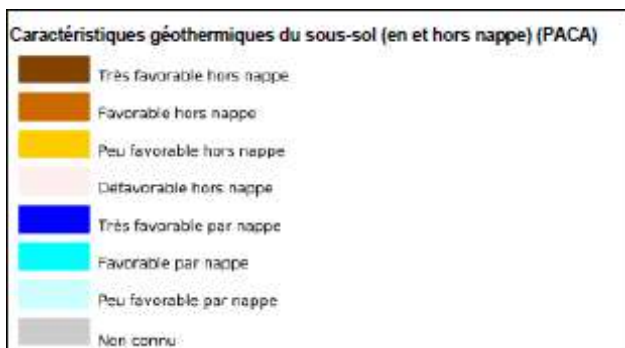 Caractéristiques géothermiques du sous-sol (en et hors nappe) (PACA)
Très favorable hors nappe
Favorable hors nappe
Peu favorable hors nappe
Défavorable hors nappe
Très favorable par nappe
Favorable par nappe
Peu favorable par nappe
Non connu